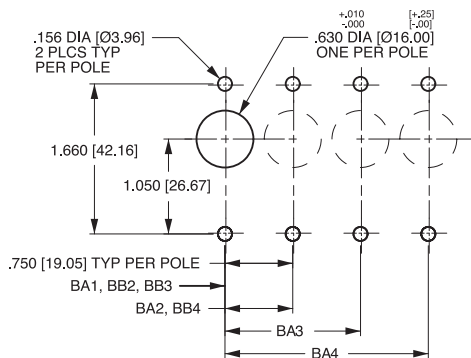 .156 DIA [Ø3.96]
2 PLCS TYP
PER POLE
+.010
-.000
[+.25]
[-.00]
.630 DIA [Ø16.00]
ONE PER POLE
1.660 [42.16]
1.050 [26.67]
.750 [19.05] TYP PER POLE
BA1, BB2, BB3
BA2, BB4
BA3
BA4